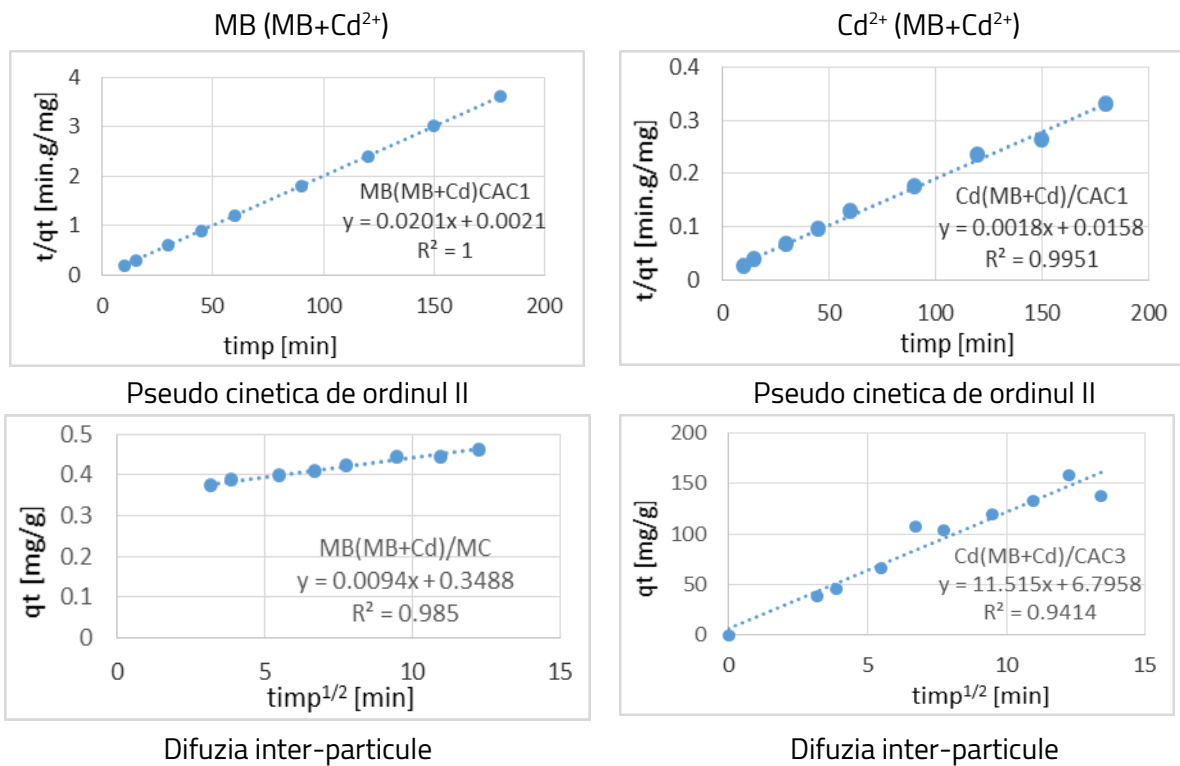 MB (MB+Cd²⁺)
Cd²⁺ (MB+Cd²⁺)
t/qt [min.g/mg]
4
3
2
1
0
MB(MB+Cd)CAC1
y = 0.0201x + 0.0021
R² = 1
0 50 100 150 200
timp [min]
t/qt [min.g/mg]
0.4
0.3
0.2
0.1
0
Cd(MB+Cd)/CAC1
y = 0.0018x + 0.0158
R² = 0.9951
0 50 100 150 200
timp [min]
Pseudo cinetica de ordinul II
Pseudo cinetica de ordinul II
qt [mg/g]
0.5
0.4
0.3
0.2
0.1
0
MB(MB+Cd)/MC
y = 0.0094x + 0.3488
R² = 0.985
0 5 10 15
timp¹ᐟ² [min]
qt [mg/g]
200
150
100
50
0
Cd(MB+Cd)/CAC3
y = 11.515x + 6.7958
R² = 0.9414
0 5 10 15
timp¹ᐟ² [min]
Difuzia inter-particule
Difuzia inter-particule